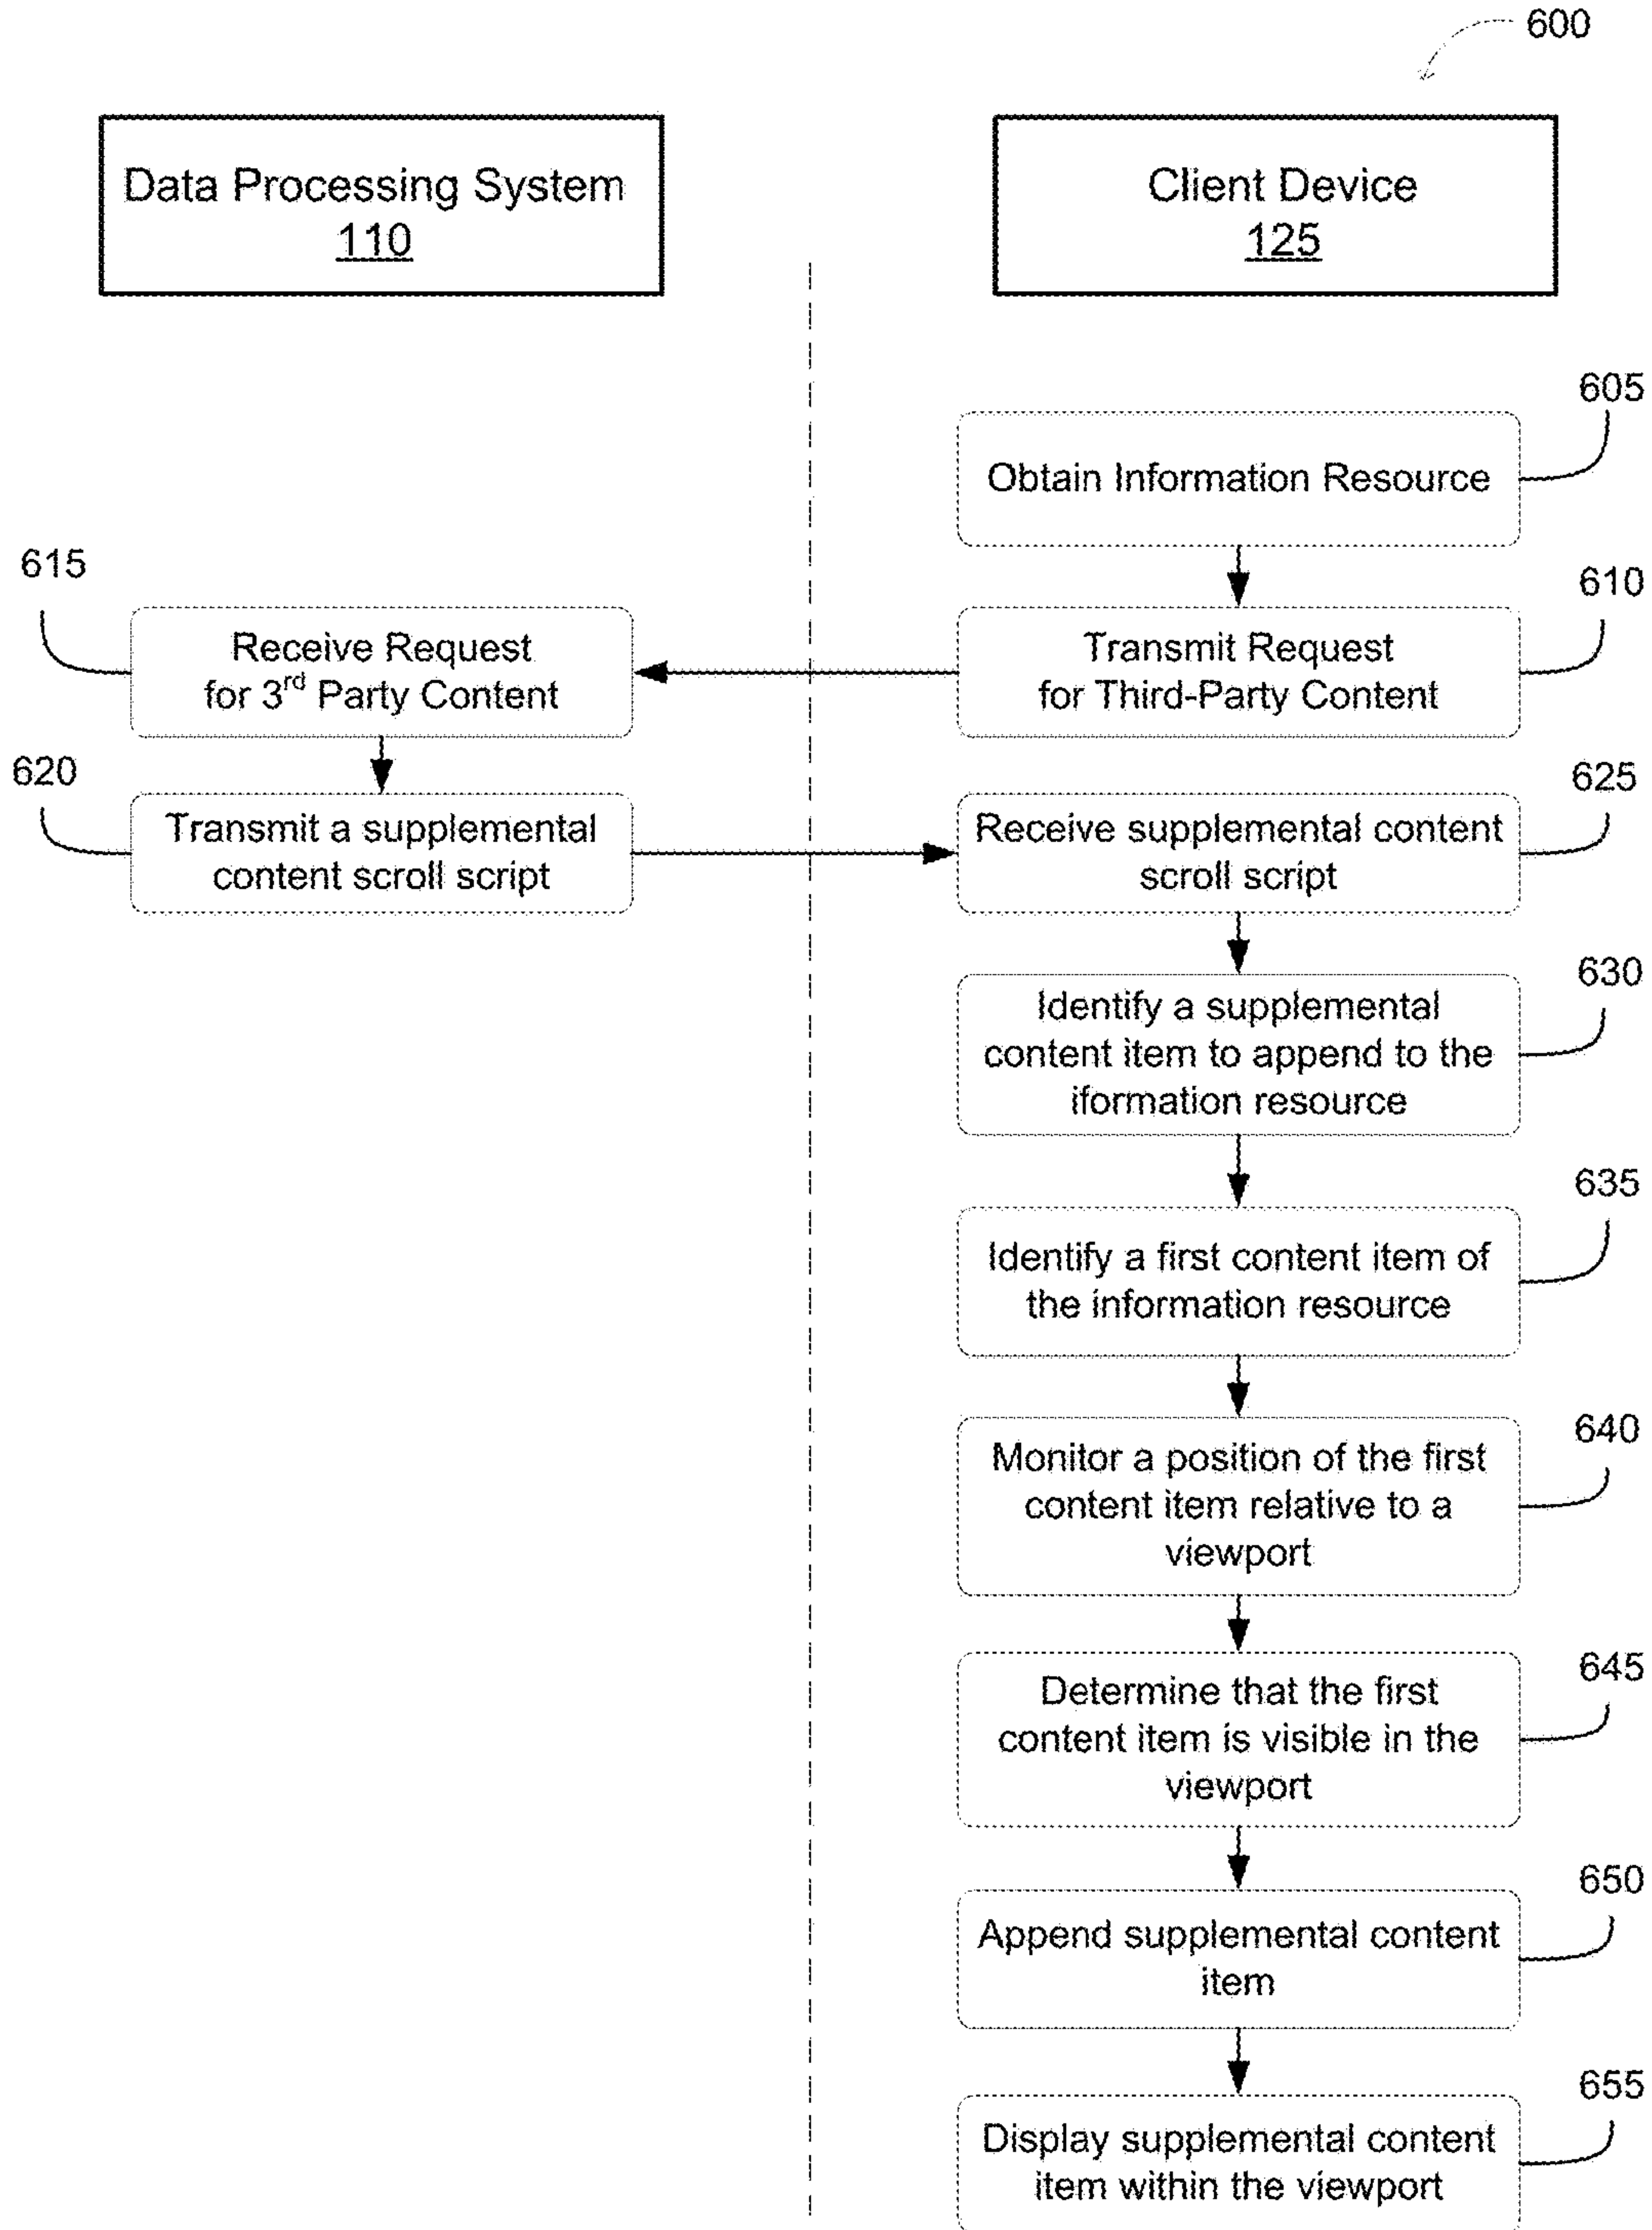 600
Data Processing System
110
Client Device
125
605
Obtain Information Resource
615
610
Receive Request
for 3rd Party Content
Transmit Request
for Third-Party Content
620
625
Transmit a supplemental
content scroll script
Receive supplemental content
scroll script
630
Identify a supplemental
content item to append to the
iformation resource
635
Identify a first content item of
the information resource
640
Monitor a position of the first
content item relative to a
viewport
645
Determine that the first
content item is visible in the
viewport
650
Append supplemental content
item
655
Display supplemental content
item within the viewport